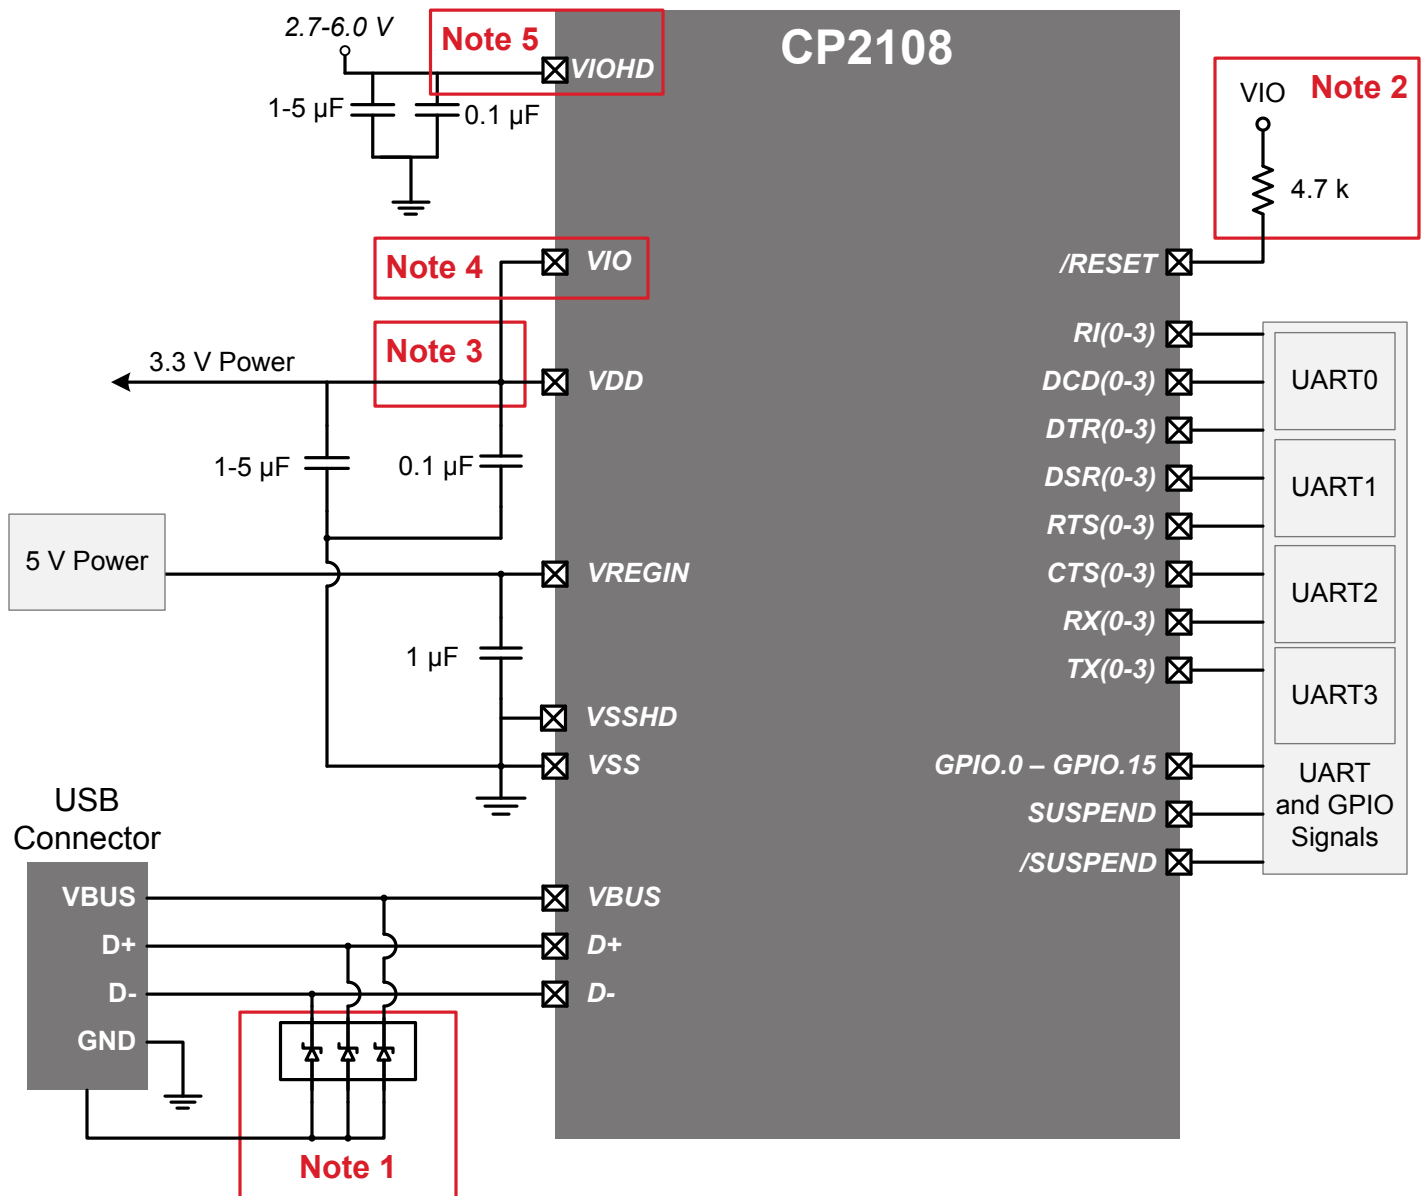 CP2108
2.7-6.0 V
Note 5
VIOHD
1-5 µF
0.1 µF
Note 2
VIO
4.7 k
/RESET
Note 4
VIO
Note 3
3.3 V Power
VDD
1-5 µF
0.1 µF
5 V Power
VREGIN
1 µF
VSSHD
VSS
RI(0-3)
DCD(0-3)
DTR(0-3)
DSR(0-3)
RTS(0-3)
CTS(0-3)
RX(0-3)
TX(0-3)
GPIO.0 – GPIO.15
SUSPEND
/SUSPEND
UART0
UART1
UART2
UART3
UART
and GPIO
Signals
USB
Connector
VBUS
D+
D-
GND
VBUS
D+
D-
Note 1